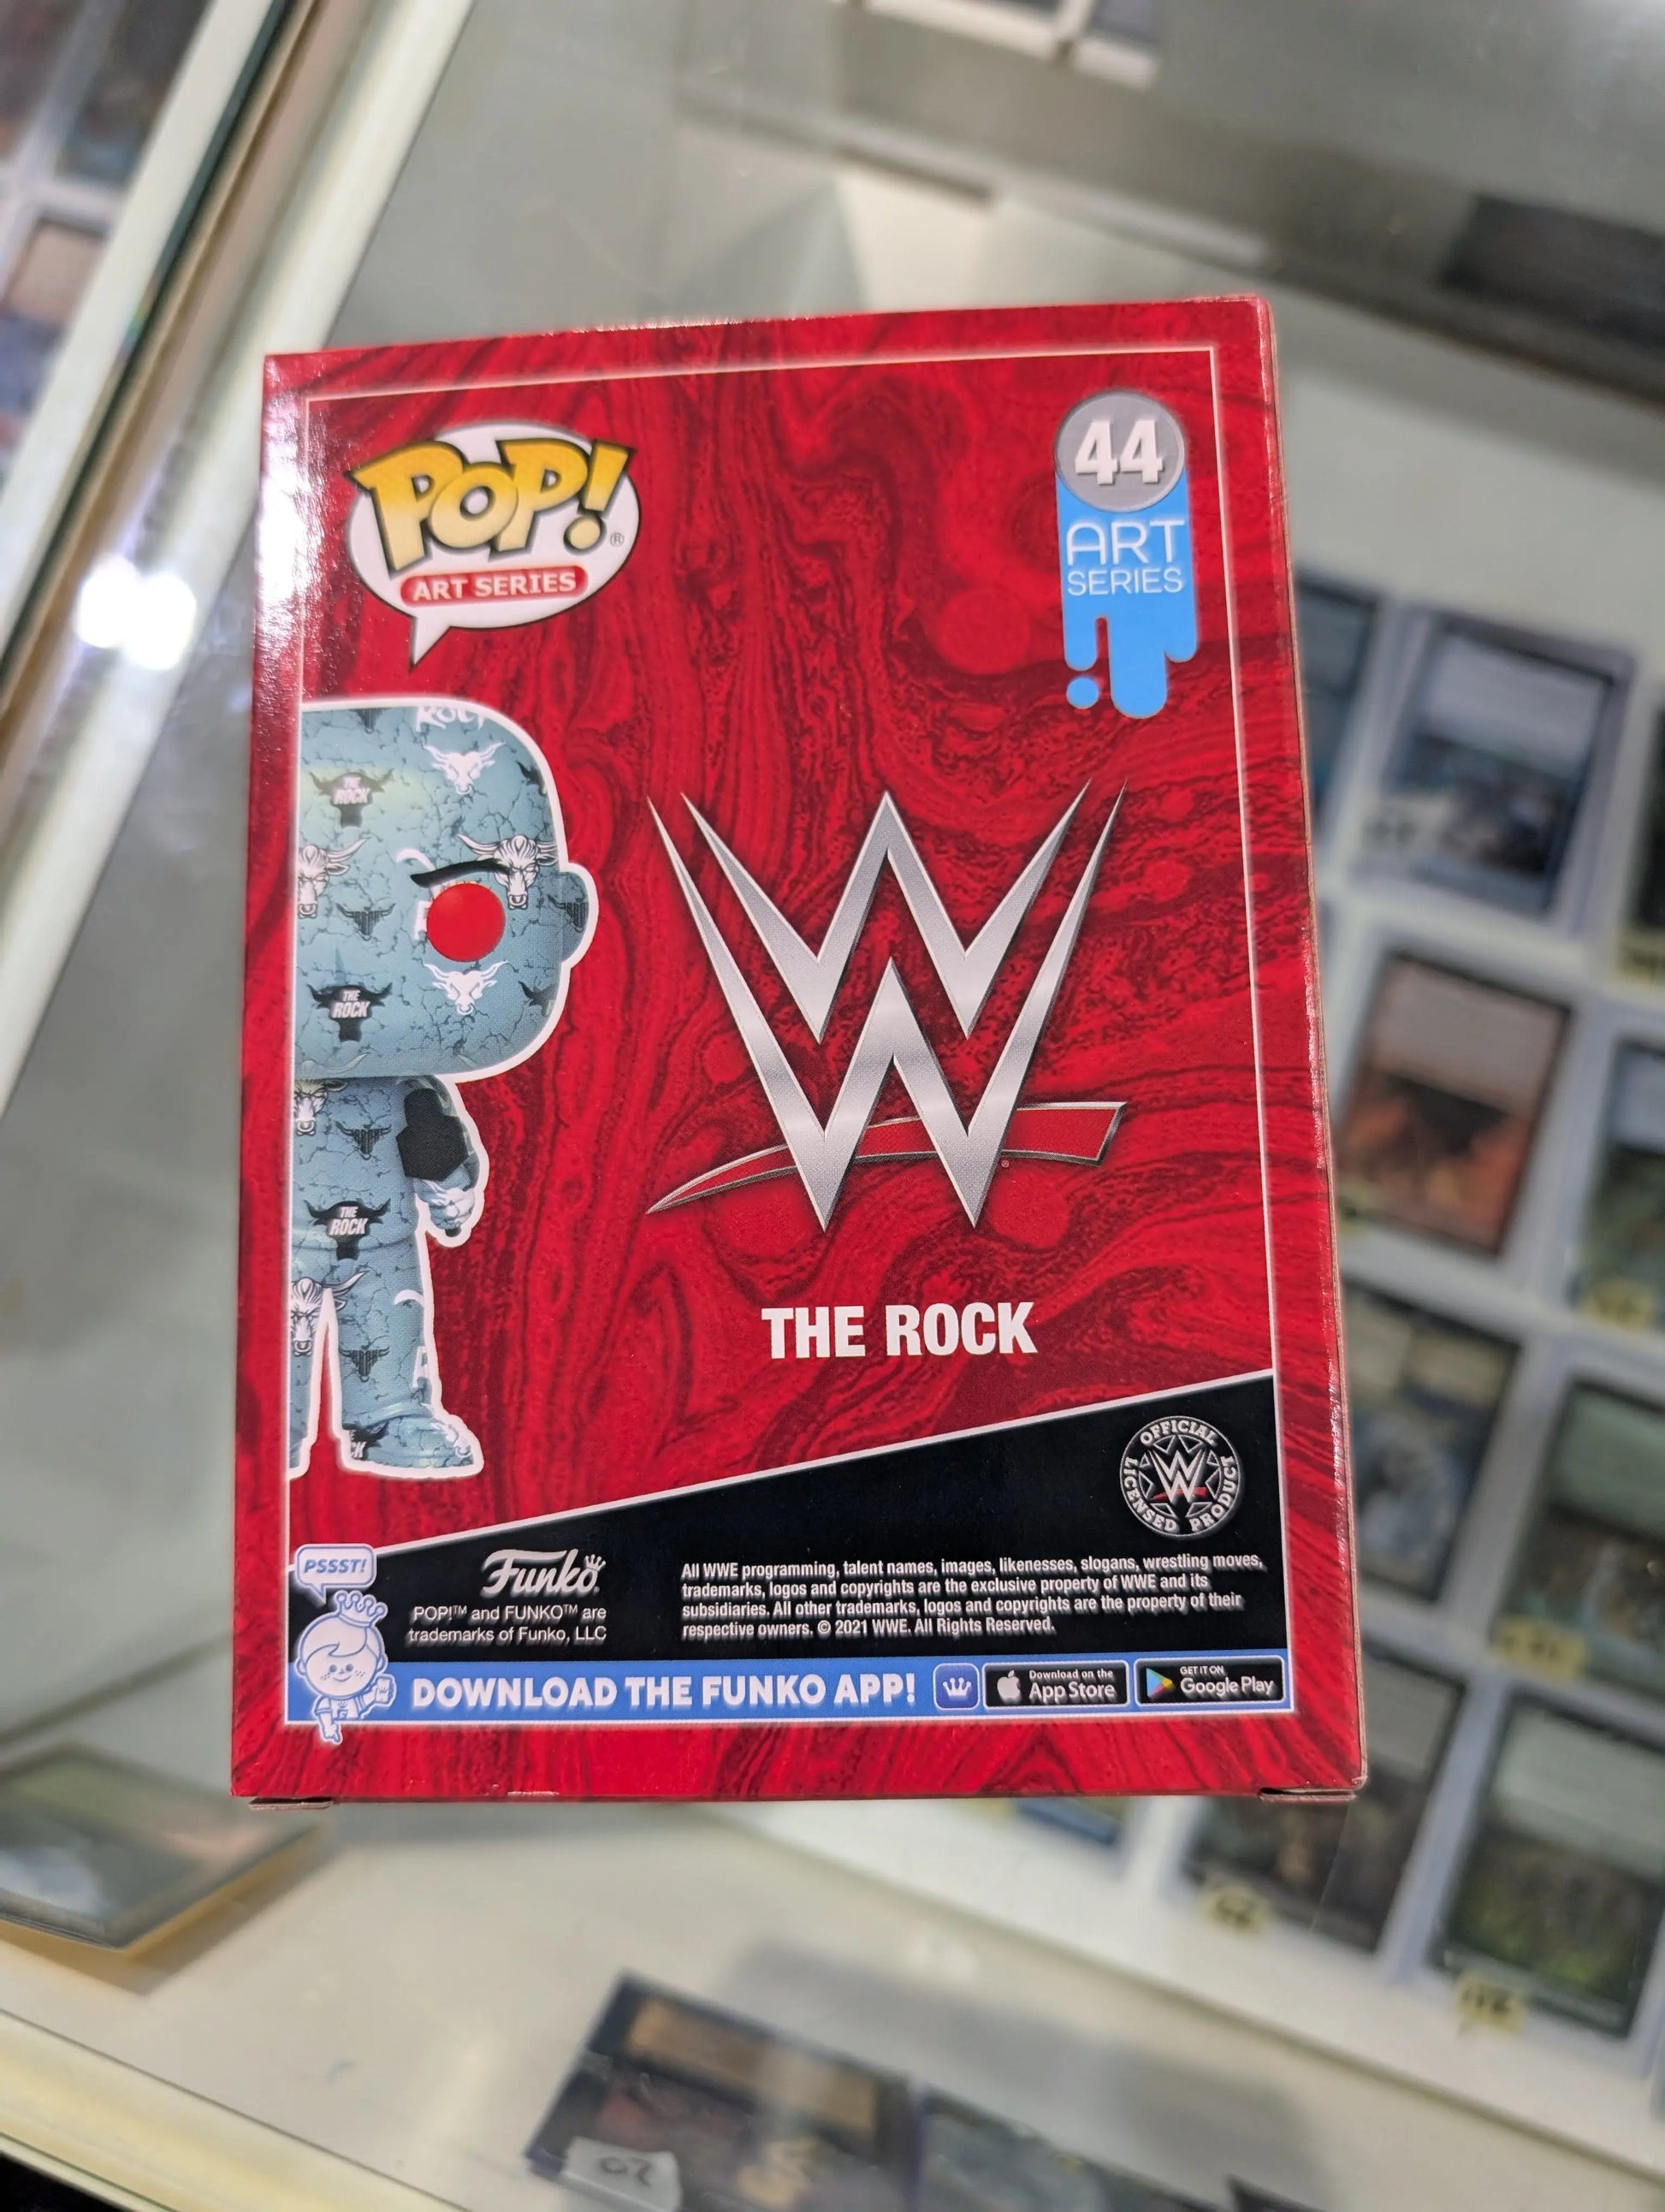 POP!®
ART SERIES
44
ART
SERIES
ROCK
THE
ROCK
THE
ROCK
THE
ROCK
W
THE ROCK
OFFICIAL
LICENSED PRODUCT
PSSST!
Funko
POP!™ and FUNKO™ are
trademarks of Funko, LLC
All WWE programming, talent names, images, likenesses, slogans, wrestling moves,
trademarks, logos and copyrights are the exclusive property of WWE and its
subsidiaries. All other trademarks, logos and copyrights are the property of their
respective owners. © 2021 WWE. All Rights Reserved.
DOWNLOAD THE FUNKO APP!
Download on the
App Store
GET IT ON
Google Play